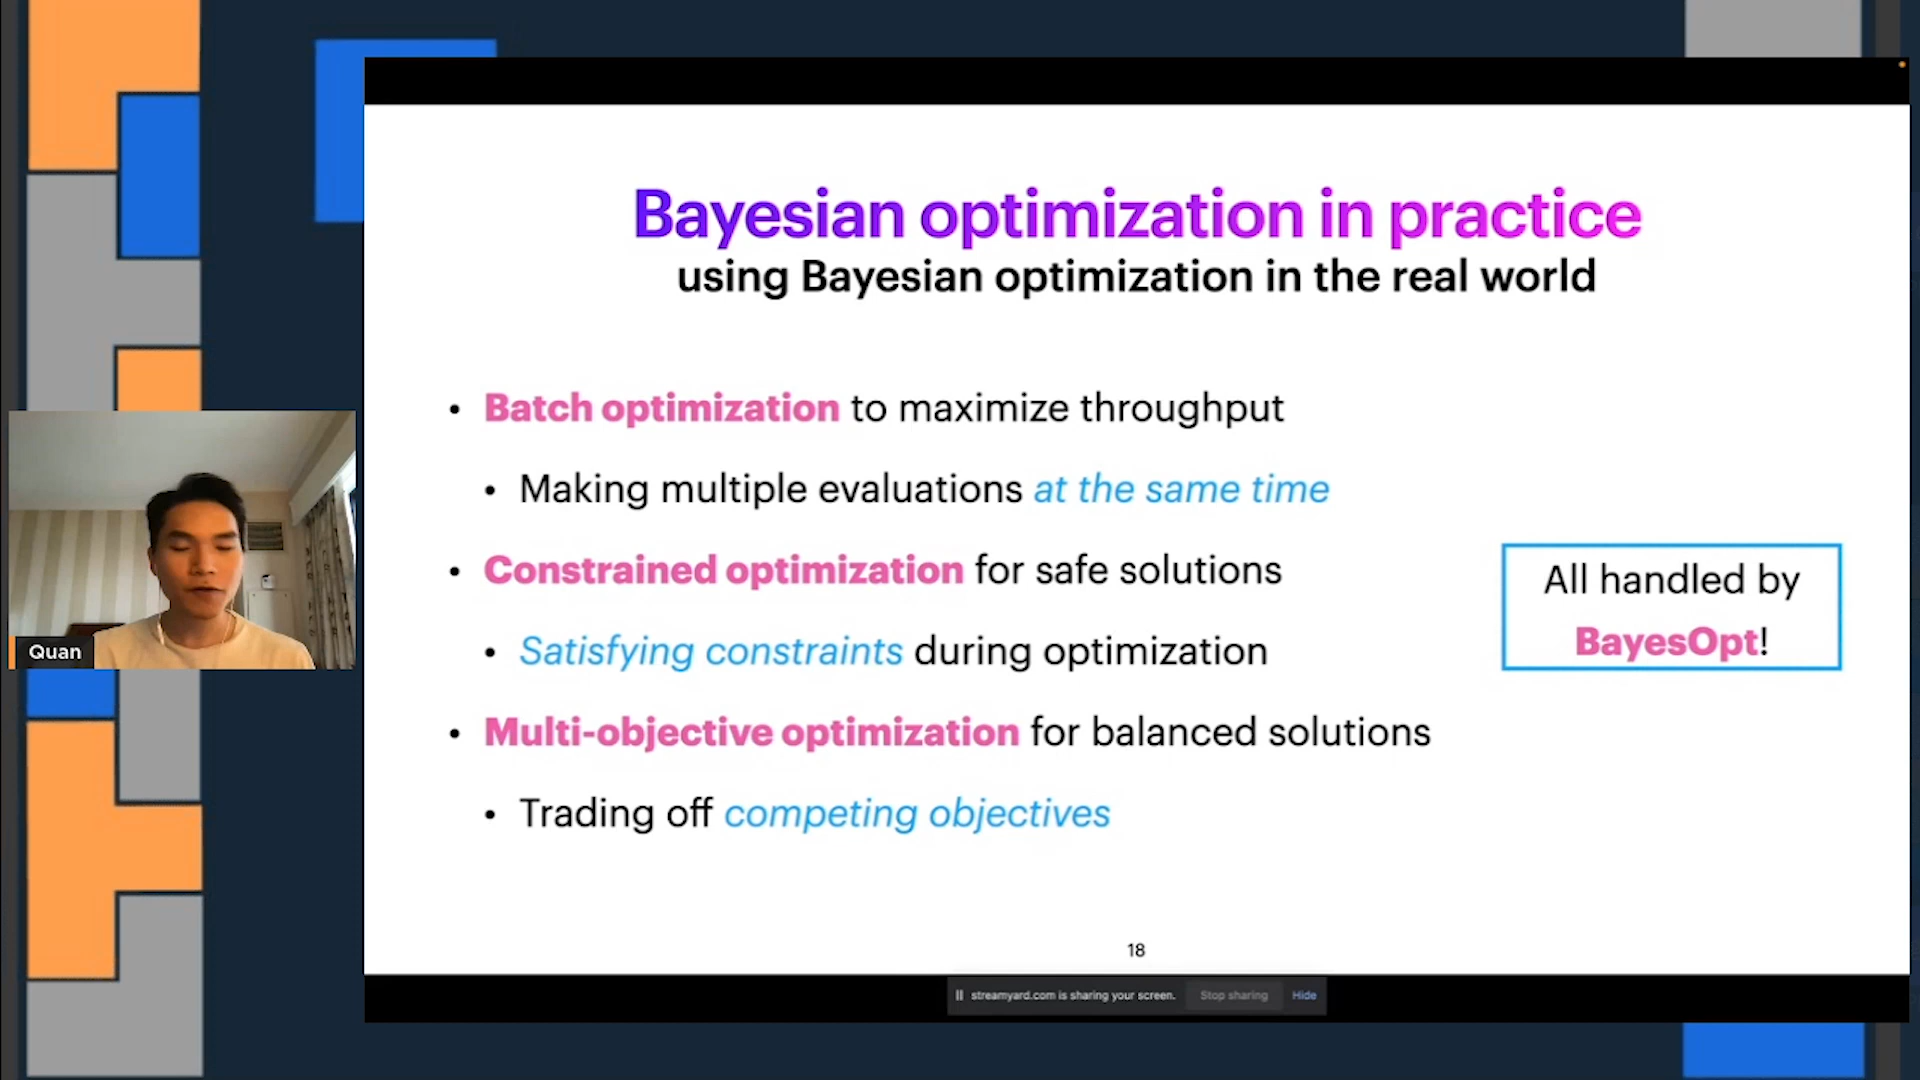 Bayesian optimization in practice
using Bayesian optimization in the real world
• Batch optimization to maximize throughput
• Making multiple evaluations at the same time
• Constrained optimization for safe solutions
• Satisfying constraints during optimization
• Multi-objective optimization for balanced solutions
• Trading off competing objectives
All handled by
BayesOpt!
18
Quan
streamyard.com is sharing your screen. Stop sharing Hide